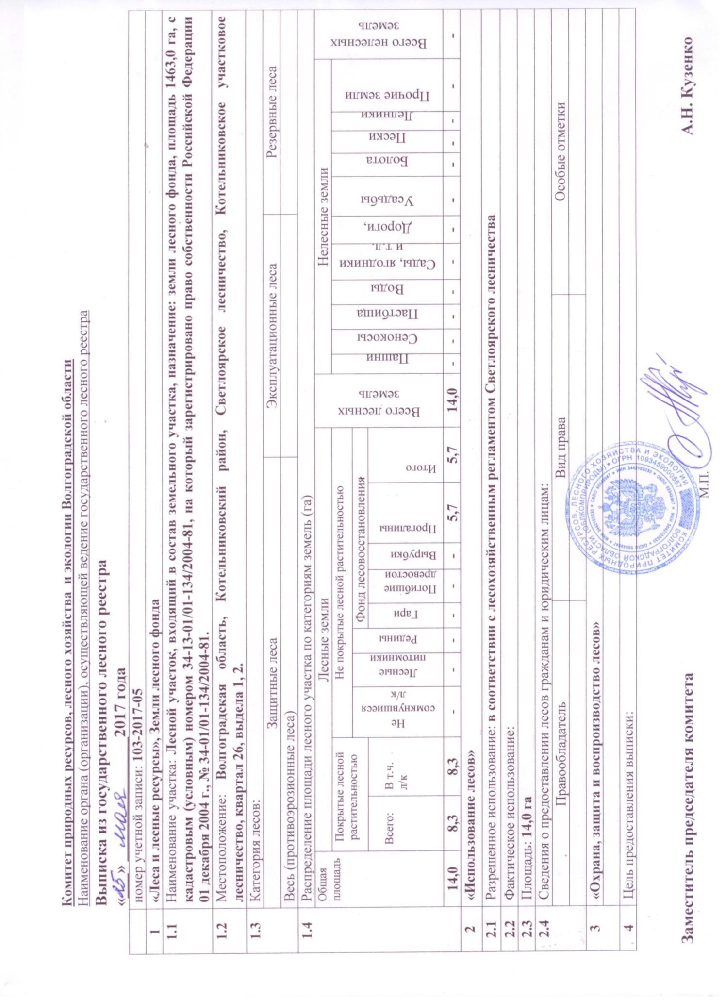 Комитет природных ресурсов, лесного хозяйства и экологии Волгоградской области
Наименование органа (организации), осуществляющей ведение государственного лесного реестра
Выписка из государственного лесного реестра
«25» мая 2017 года
номер учетной записи: 103-2017-05
1 «Леса и лесные ресурсы», Земли лесного фонда
1.1 Наименование участка: Лесной участок, входящий в состав земельного участка, назначение: земли лесного фонда, площадь 1463,0 га, с
кадастровым (условным) номером 34-13-01/01-134/2004-81, на который зарегистрировано право собственности Российской Федерации
01 декабря 2004 г., № 34-01/01-134/2004-81.
1.2 Местоположение: Волгоградская область, Котельниковский район, Светлоярское лесничество, Котельниковское участковое
лесничество, квартал 26, выдела 1, 2.
1.3 Категория лесов:
Защитные леса Эксплуатационные леса Резервные леса
Весь (противоэрозионные леса)
1.4 Распределение площади лесного участка по категориям земель (га)
Общая
площадь
Лесные земли
Покрытые лесной
растительностью
Всего:
В т.ч.
л/к
Не покрытые лесной растительностью
Не
сомкнувшиеся
л/к
Лесные
питомники
Редины
Фонд лесовосстановления
Гари
Погибшие
древостои
Вырубки
Прогалины
Итого
Всего лесных
земель
Нелесные земли
Пашни
Сенокосы
Пастбища
Воды
Сады, ягодники
и т.д.
Дороги,
Усадьбы
Болота
Пески
Ледники
Прочие земли
Всего нелесных
земель
14,0 8,3 8,3 - - - - - - 5,7 5,7 14,0 - - - - - - - - - - - -
2 «Использование лесов»
2.1 Разрешенное использование: в соответствии с лесохозяйственным регламентом Светлоярского лесничества
2.2 Фактическое использование:
2.3 Площадь: 14,0 га
2.4 Сведения о предоставлении лесов гражданам и юридическим лицам:
Правообладатель Вид права Особые отметки
3 «Охрана, защита и воспроизводство лесов»
4 Цель предоставления выписки:
КОМИТЕТ ПРИРОДНЫХ РЕСУРСОВ, ЛЕСНОГО ХОЗЯЙСТВА И ЭКОЛОГИИ
ВОЛГОГРАДСКОЙ ОБЛАСТИ (ОБЛКОМПРИРОДЫ) * ОГРН 1093459000557
ИНН 3442103030
Заместитель председателя комитета А.Н. Кузенко
М.П.